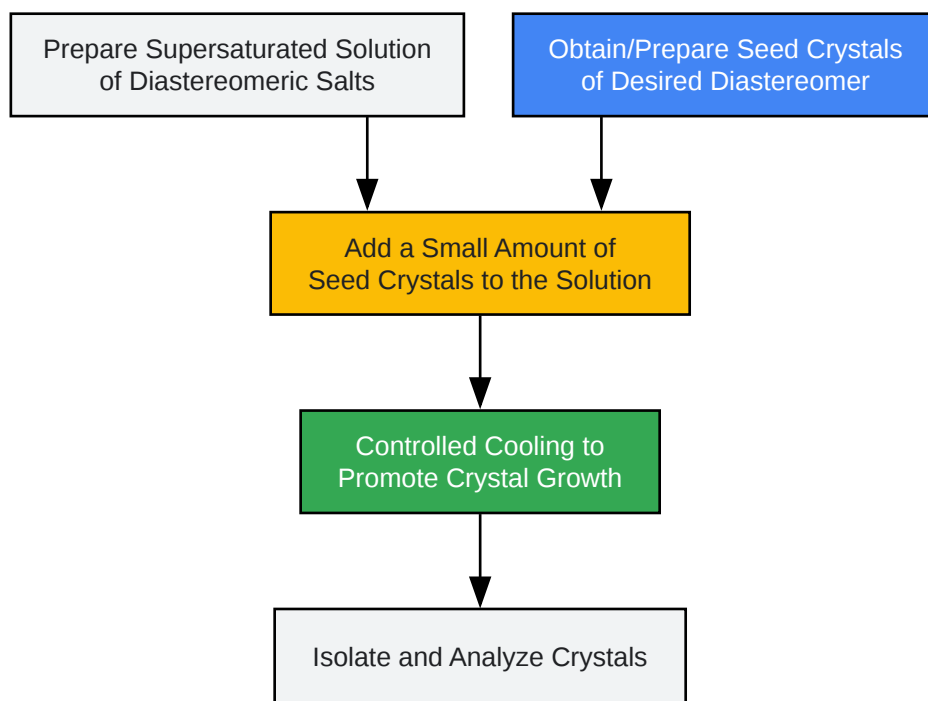 Prepare Supersaturated Solution
of Diastereomeric Salts
Obtain/Prepare Seed Crystals
of Desired Diastereomer
Add a Small Amount of
Seed Crystals to the Solution
Controlled Cooling to
Promote Crystal Growth
Isolate and Analyze Crystals